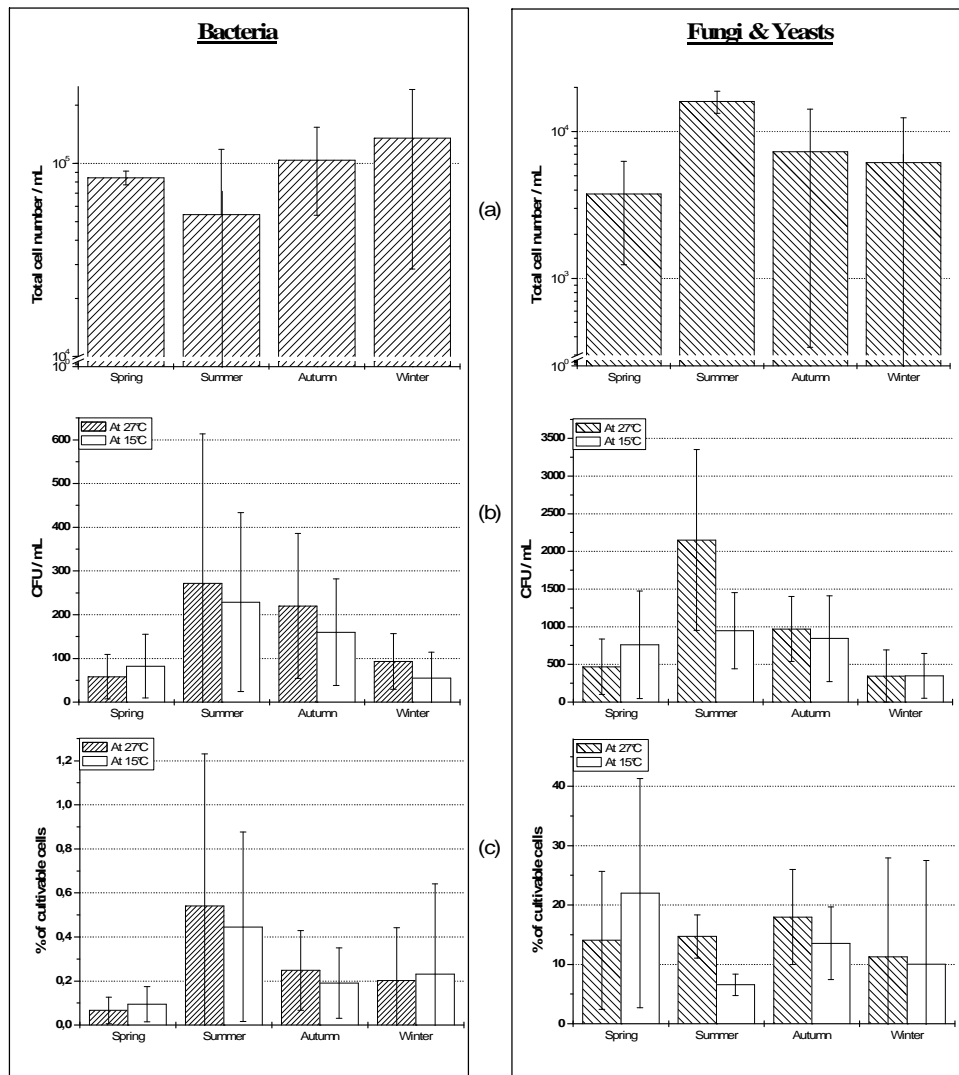 Bacteria
Total cell number / mL
10⁵
10⁴
10⁰
Spring Summer Autumn Winter
Fungi & Yeasts
Total cell number / mL
10⁴
10³
10⁰
Spring Summer Autumn Winter
(a)
At 27°C
At 15°C
CFU / mL
600
500
400
300
200
100
0
Spring Summer Autumn Winter
(b)
At 27°C
At 15°C
CFU / mL
3500
3000
2500
2000
1500
1000
500
0
Spring Summer Autumn Winter
At 27°C
At 15°C
% of cultivable cells
1,2
1,0
0,8
0,6
0,4
0,2
0,0
Spring Summer Autumn Winter
(c)
At 27°C
At 15°C
% of cultivable cells
40
30
20
10
0
Spring Summer Autumn Winter